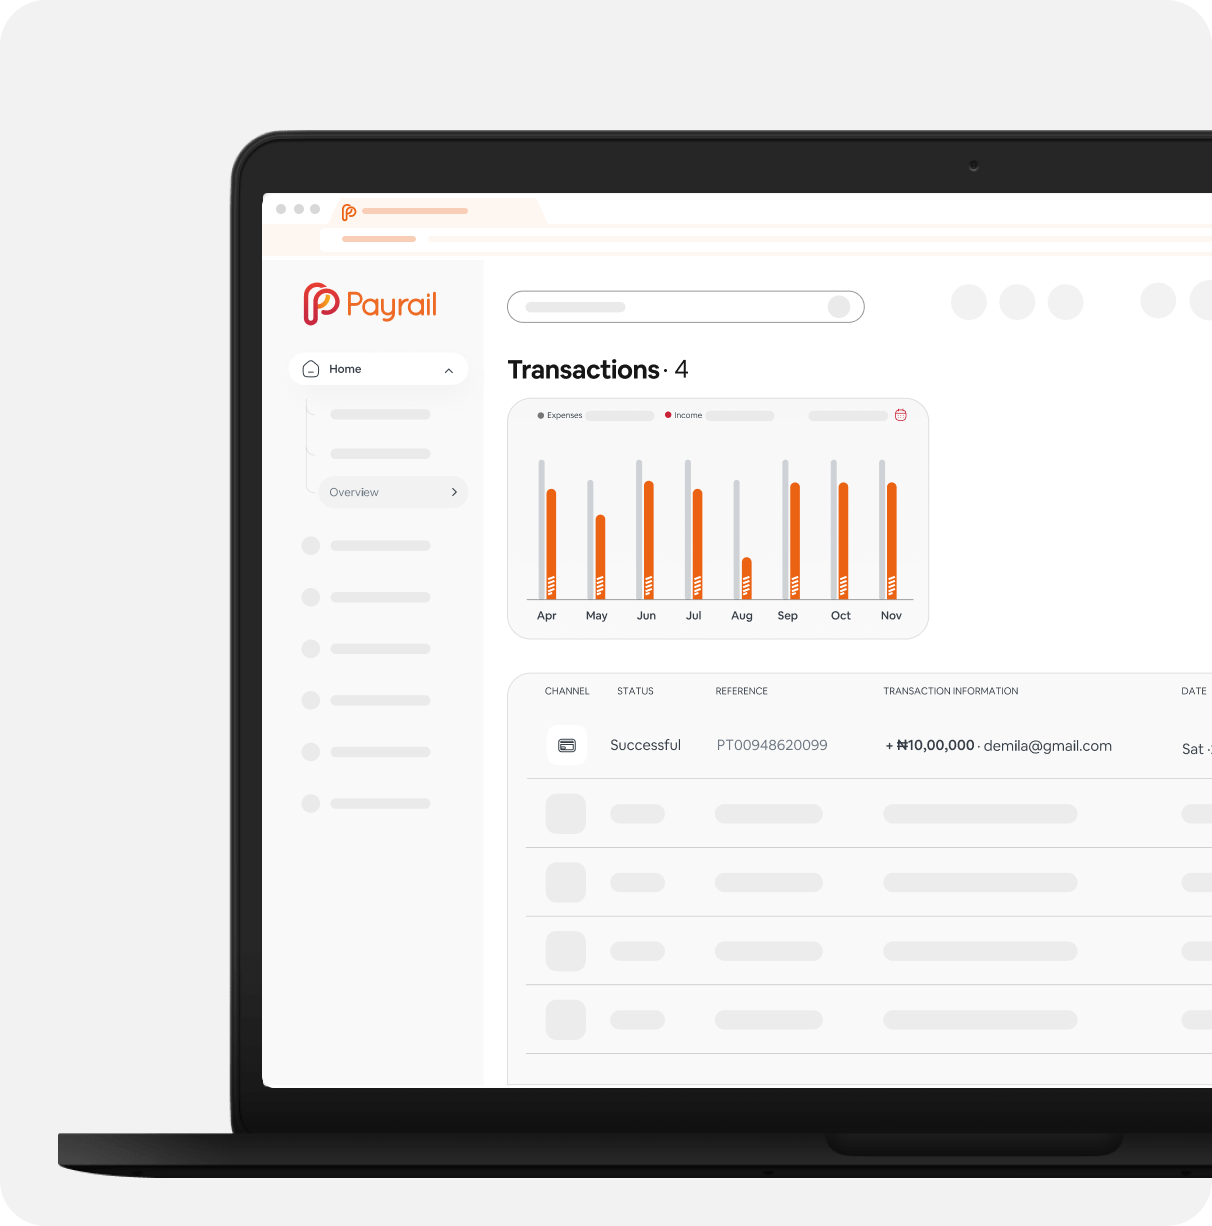 Payrail
Home
Overview
Transactions · 4
Expenses
Income
Apr May Jun Jul Aug Sep Oct Nov
CHANNEL STATUS REFERENCE TRANSACTION INFORMATION DATE
Successful PT00948620099 + ₦10,00,000 · demila@gmail.com Sat ·